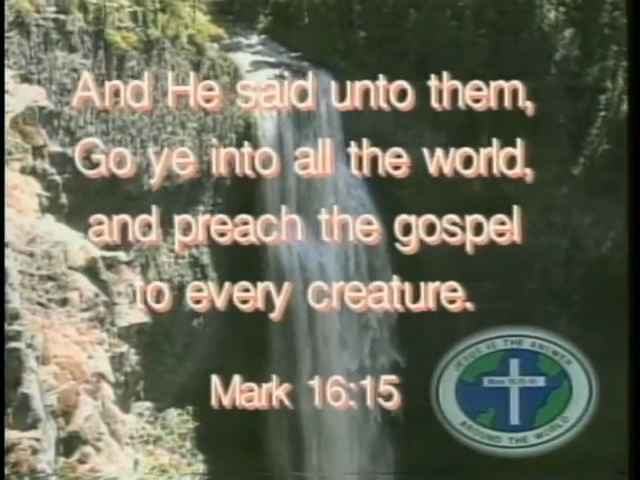 And He said unto them,
Go ye into all the world,
and preach the gospel
to every creature.
Mark 16:15
JESUS IS THE ANSWER
AROUND THE WORLD